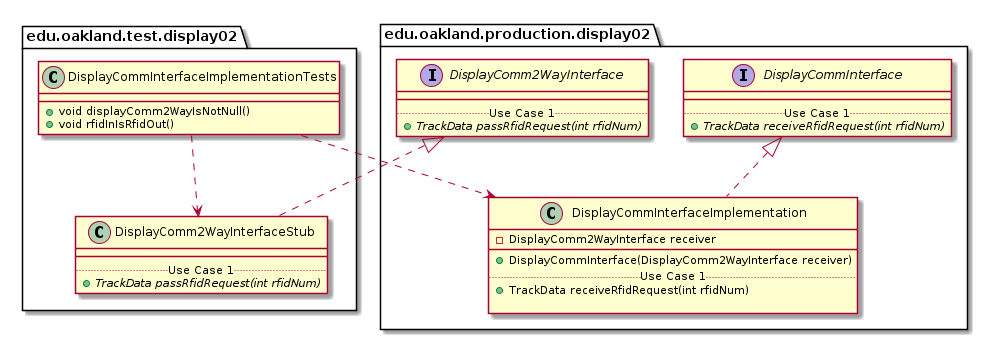 edu.oakland.test.display02
C DisplayCommInterfaceImplementationTests
void displayComm2WayIsNotNull()
void rfidInIsRfidOut()
C DisplayComm2WayInterfaceStub
Use Case 1
TrackData passRfidRequest(int rfidNum)
edu.oakland.production.display02
I DisplayComm2WayInterface
Use Case 1
TrackData passRfidRequest(int rfidNum)
I DisplayCommInterface
Use Case 1
TrackData receiveRfidRequest(int rfidNum)
C DisplayCommInterfaceImplementation
DisplayComm2WayInterface receiver
DisplayCommInterface(DisplayComm2WayInterface receiver)
Use Case 1
TrackData receiveRfidRequest(int rfidNum)